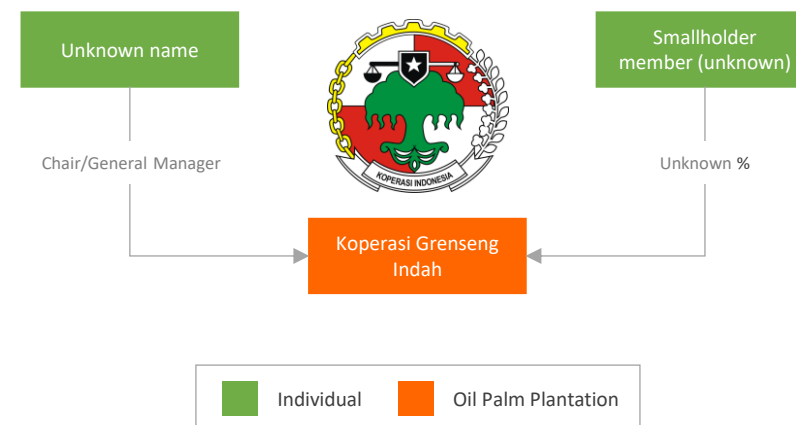 Unknown name
Smallholder
member (unknown)
KOPERASI INDONESIA
Chair/General Manager
Unknown %
Koperasi Grenseng
Indah
Individual
Oil Palm Plantation